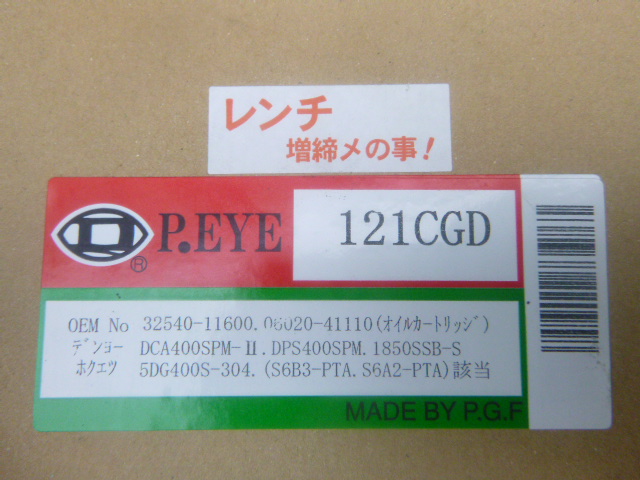 レンチ
増締メの事!
P.EYE
®
121CGD
OEM No 32540-11600.06020-41110(オイルカートリッジ)
デンヨー DCA400SPM-Ⅱ.DPS400SPM.1850SSB-S
ホクエツ 5DG400S-304.(S6B3-PTA.S6A2-PTA)該当
MADE BY P.G.F